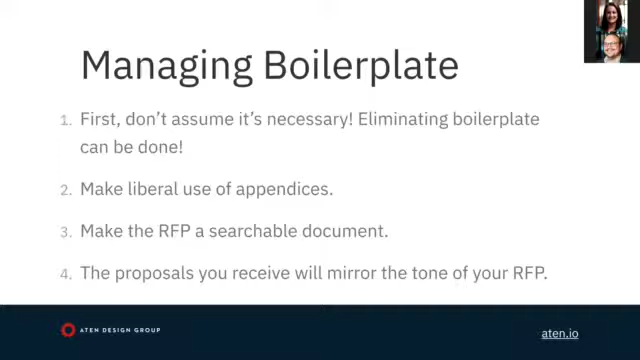 Managing Boilerplate
1. First, don't assume it's necessary! Eliminating boilerplate
can be done!
2. Make liberal use of appendices.
3. Make the RFP a searchable document.
4. The proposals you receive will mirror the tone of your RFP.
ATEN DESIGN GROUP
aten.io